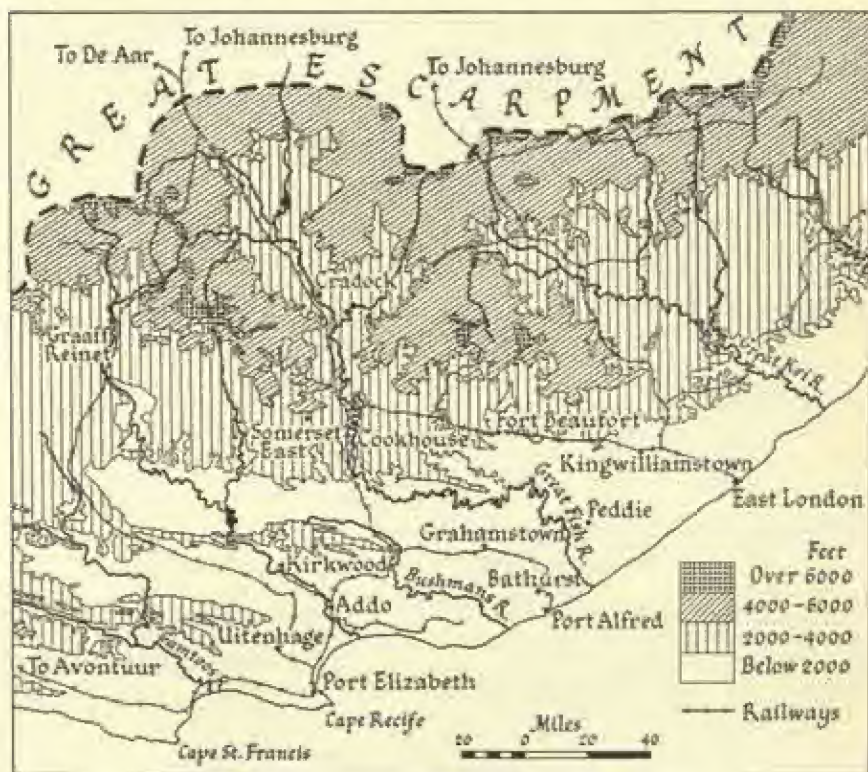 To De Aar
To Johannesburg
To Johannesburg
GREAT ESCARPMENT
Cradock
Graaff
Reinet
Great Kei R.
Somerset
East
Cookhouse
Fort Beaufort
Kingwilliamstown
East London
Great Fish R.
Peddie
Grahamstown
Kirkwood
Bushmans R.
Bathurst
Port Alfred
Addo
Uitenhage
Gamtoos R.
To Avontuur
Port Elizabeth
Cape Recife
Cape St. Francis
Feet
Over 6000
4000-6000
2000-4000
Below 2000
Railways
Miles
20 0 20 40